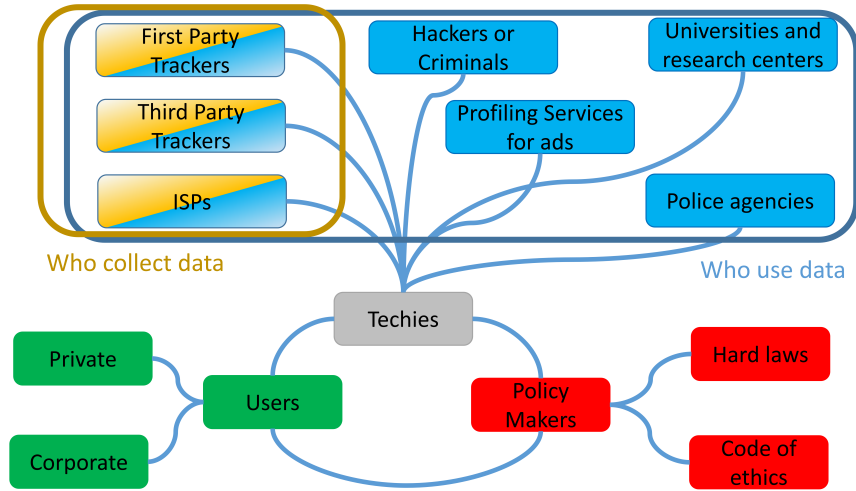 First Party
Trackers
Hackers or
Criminals
Universities and
research centers
Third Party
Trackers
Profiling Services
for ads
ISPs
Police agencies
Who collect data
Who use data
Techies
Private
Hard laws
Users
Policy
Makers
Corporate
Code of
ethics